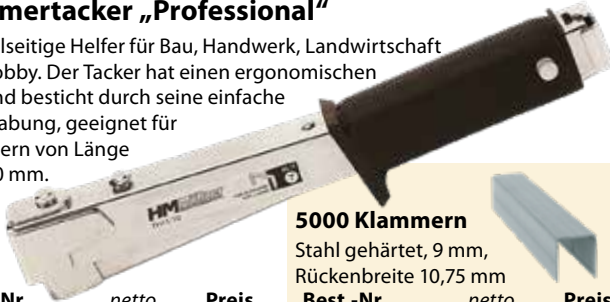 mertacker „Professional“
lseitige Helfer für Bau, Handwerk, Landwirtschaft
obby. Der Tacker hat einen ergonomischen
nd besticht durch seine einfache
abung, geeignet für
ern von Länge
0 mm.
HM
5000 Klammern
Stahl gehärtet, 9 mm,
Rückenbreite 10,75 mm
Nr. netto Preis
Best.-Nr. netto Preis